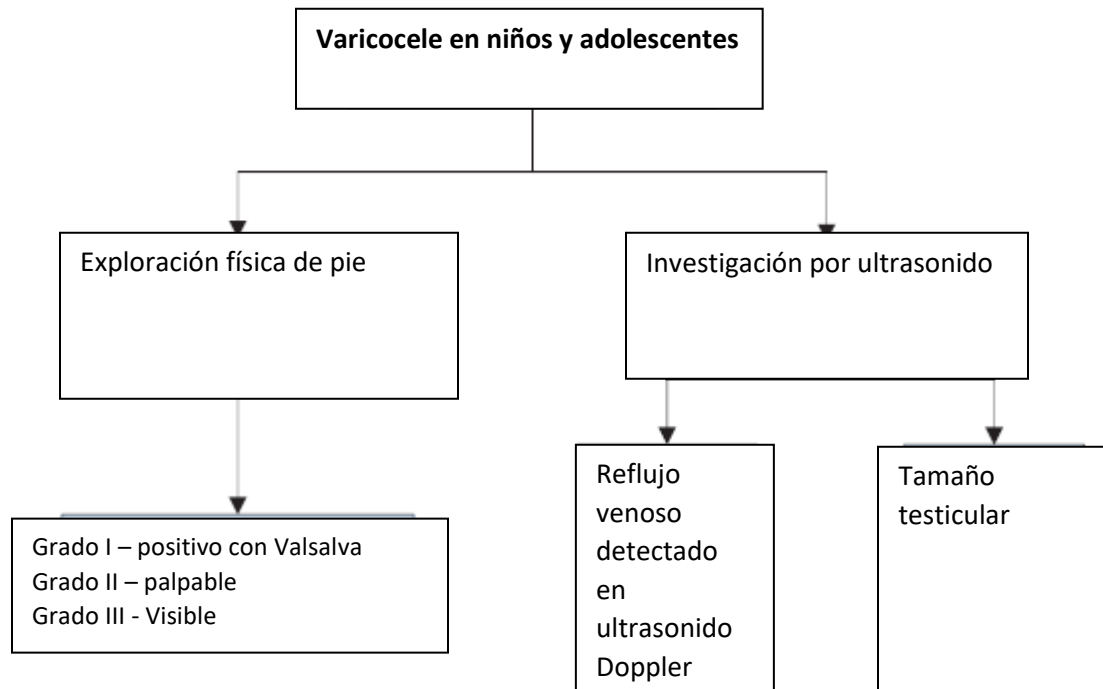 Varicocele en niños y adolescentes
Exploración física de pie
Investigación por ultrasonido
Grado I – positivo con Valsalva
Grado II – palpable
Grado III - Visible
Reflujo
venoso
detectado
en
ultrasonido
Doppler
Tamaño
testicular